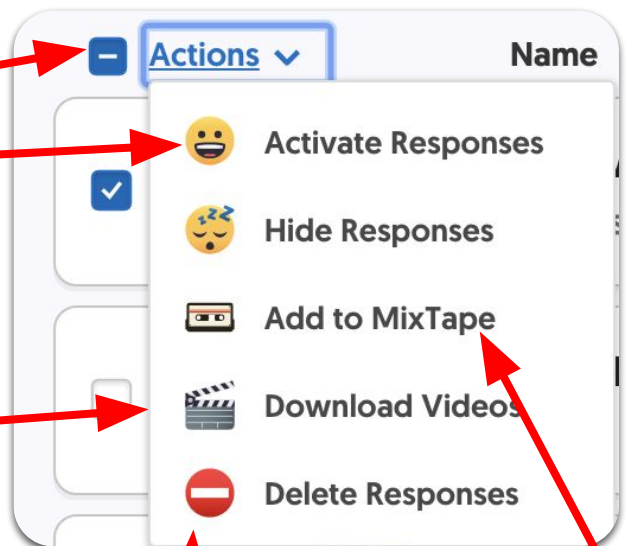 Actions Name
Activate Responses
Hide Responses
Add to MixTape
Download Videos
Delete Responses